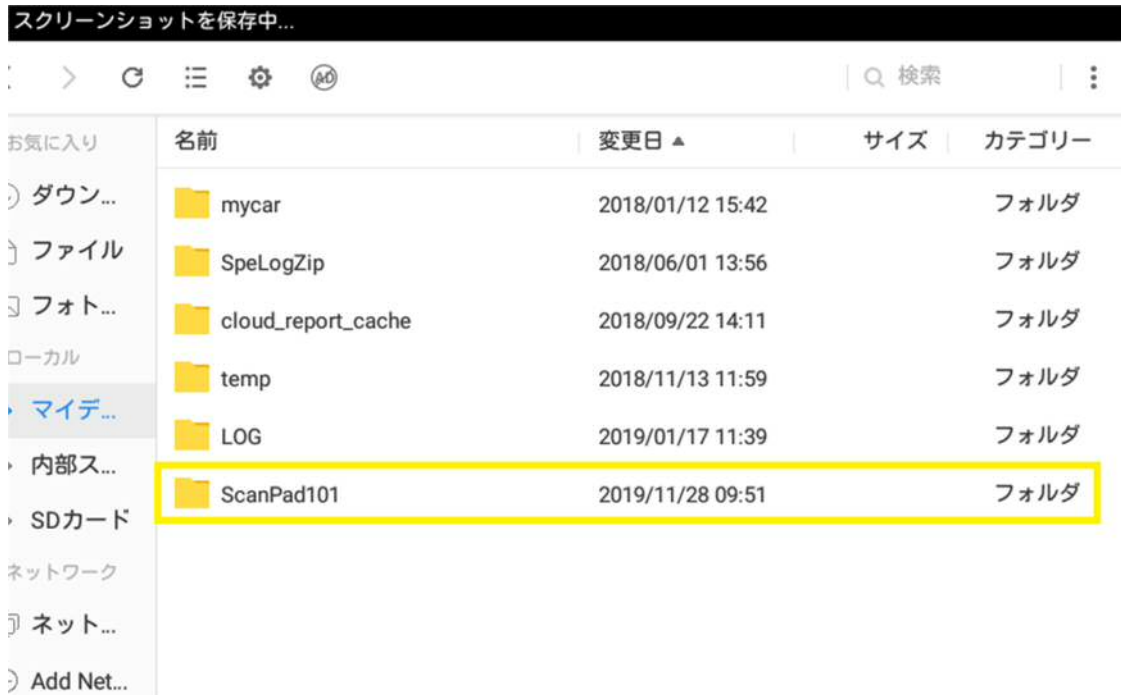 スクリーンショットを保存中...
検索
お気に入り
ダウン...
ファイル
フォト...
ローカル
マイデ...
内部ス...
SDカード
ネットワーク
ネット...
Add Net...
名前 変更日 サイズ カテゴリー
mycar 2018/01/12 15:42 フォルダ
SpeLogZip 2018/06/01 13:56 フォルダ
cloud_report_cache 2018/09/22 14:11 フォルダ
temp 2018/11/13 11:59 フォルダ
LOG 2019/01/17 11:39 フォルダ
ScanPad101 2019/11/28 09:51 フォルダ